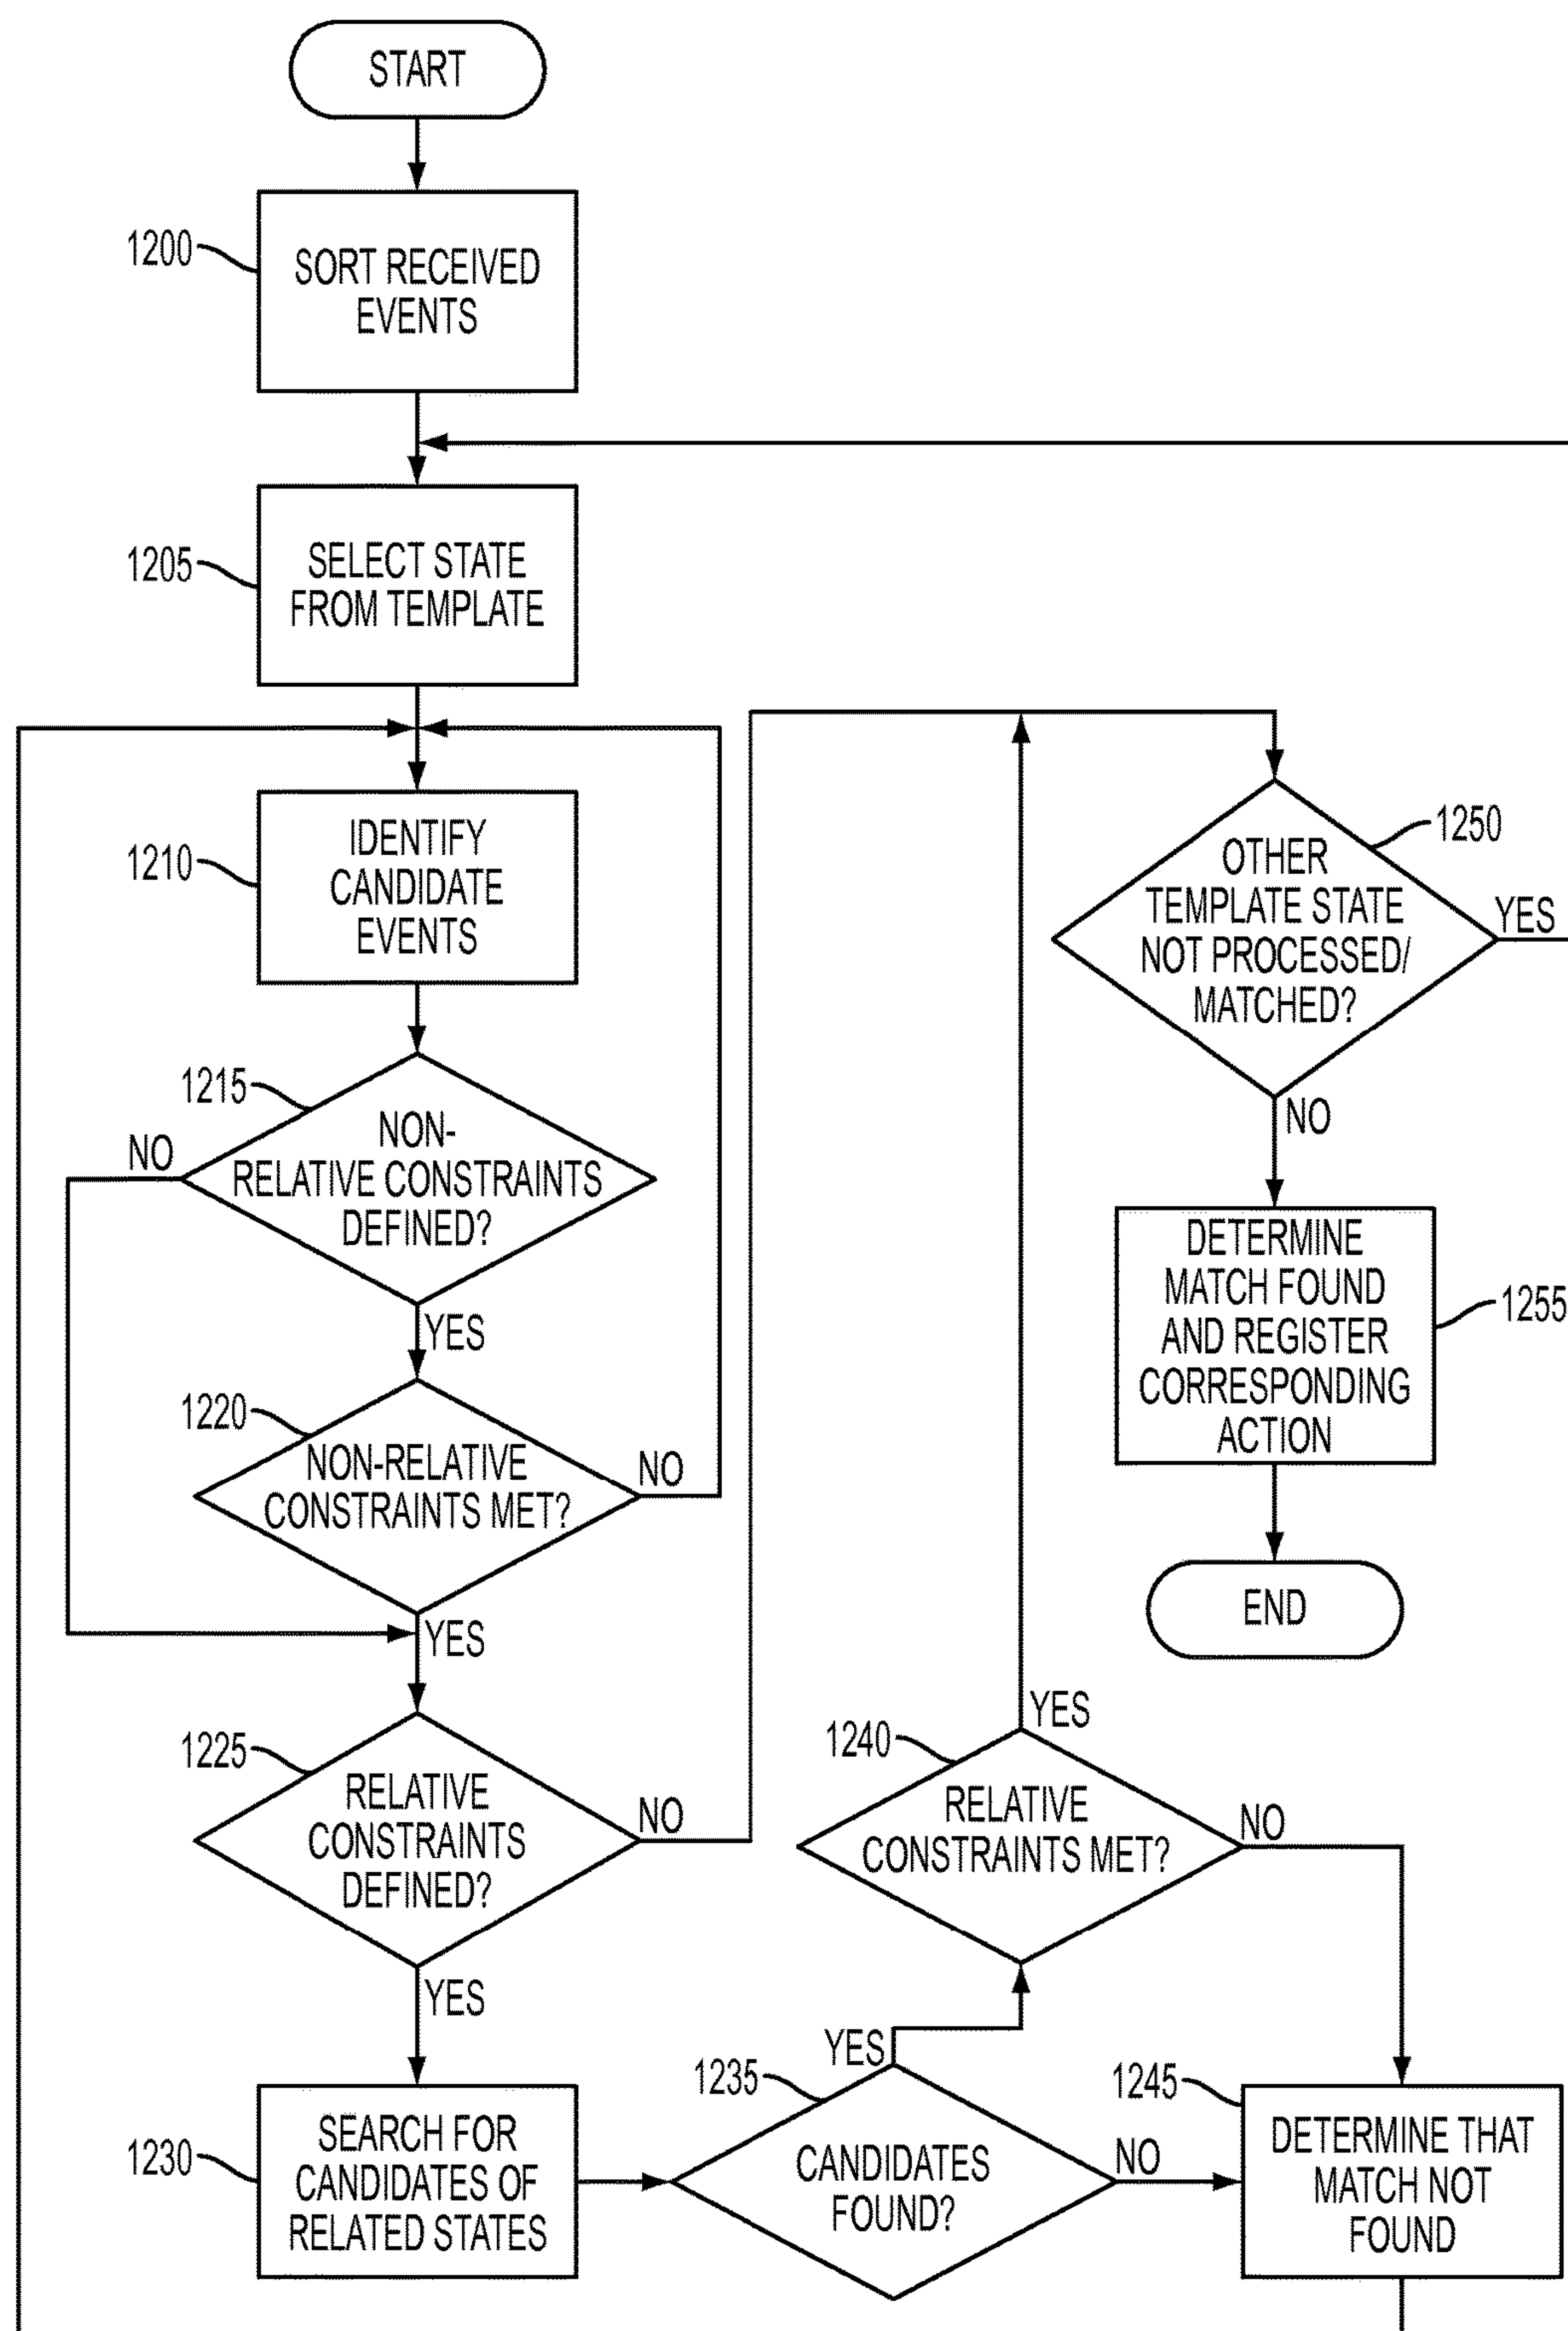 START
1200
SORT RECEIVED
EVENTS
1205
SELECT STATE
FROM TEMPLATE
1210
IDENTIFY
CANDIDATE
EVENTS
1215
NON-
RELATIVE CONSTRAINTS
DEFINED?
NO
YES
1220
NON-RELATIVE
CONSTRAINTS MET?
NO
YES
1225
RELATIVE
CONSTRAINTS
DEFINED?
NO
YES
1230
SEARCH FOR
CANDIDATES OF
RELATED STATES
1235
CANDIDATES
FOUND?
YES
NO
1240
RELATIVE
CONSTRAINTS MET?
YES
NO
1245
DETERMINE THAT
MATCH NOT
FOUND
1250
OTHER
TEMPLATE STATE
NOT PROCESSED/
MATCHED?
YES
NO
1255
DETERMINE
MATCH FOUND
AND REGISTER
CORRESPONDING
ACTION
END